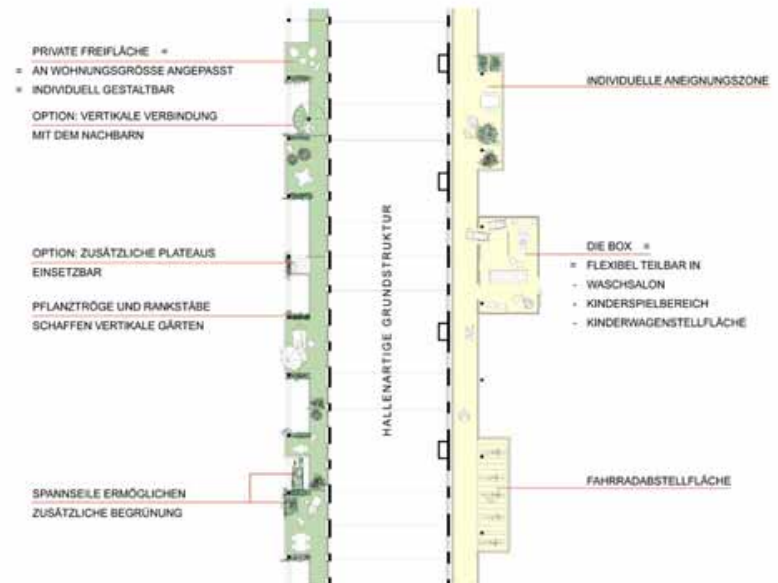 PRIVATE FREIFLÄCHE =
= AN WOHNUNGSGRÖSSE ANGEPASST
= INDIVIDUELL GESTALTBAR
OPTION: VERTIKALE VERBINDUNG
MIT DEM NACHBARN
OPTION: ZUSÄTZLICHE PLATEAUS
EINSETZBAR
PFLANZTRÖGE UND RANKSTÄBE
SCHAFFEN VERTIKALE GÄRTEN
SPANNSEILE ERMÖGLICHEN
ZUSÄTZLICHE BEGRÜNUNG
HALLENARTIGE GRUNDSTRUKTUR
INDIVIDUELLE ANEIGNUNGSZONE
DIE BOX =
= FLEXIBEL TEILBAR IN
- WASCHSALON
- KINDERSPIELBEREICH
- KINDERWAGENSTELLFLÄCHE
FAHRRADABSTELLFLÄCHE